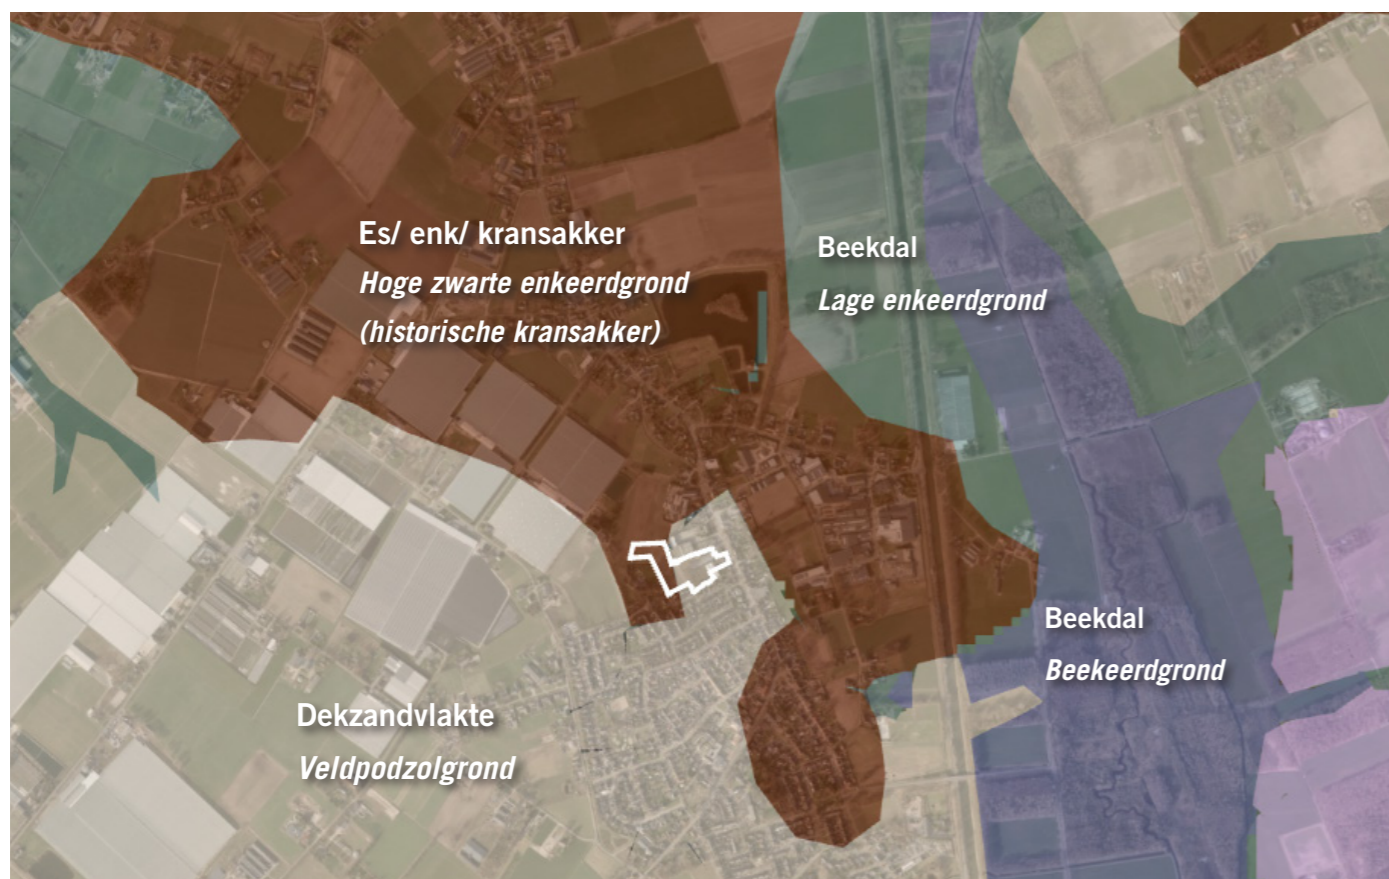 Es/ enk/ kransakker
Hoge zwarte enkeerdgrond
(historische kransakker)
Beekdal
Lage enkeerdgrond
Beekdal
Beekeerdgrond
Dekzandvlakte
Veldpodzolgrond